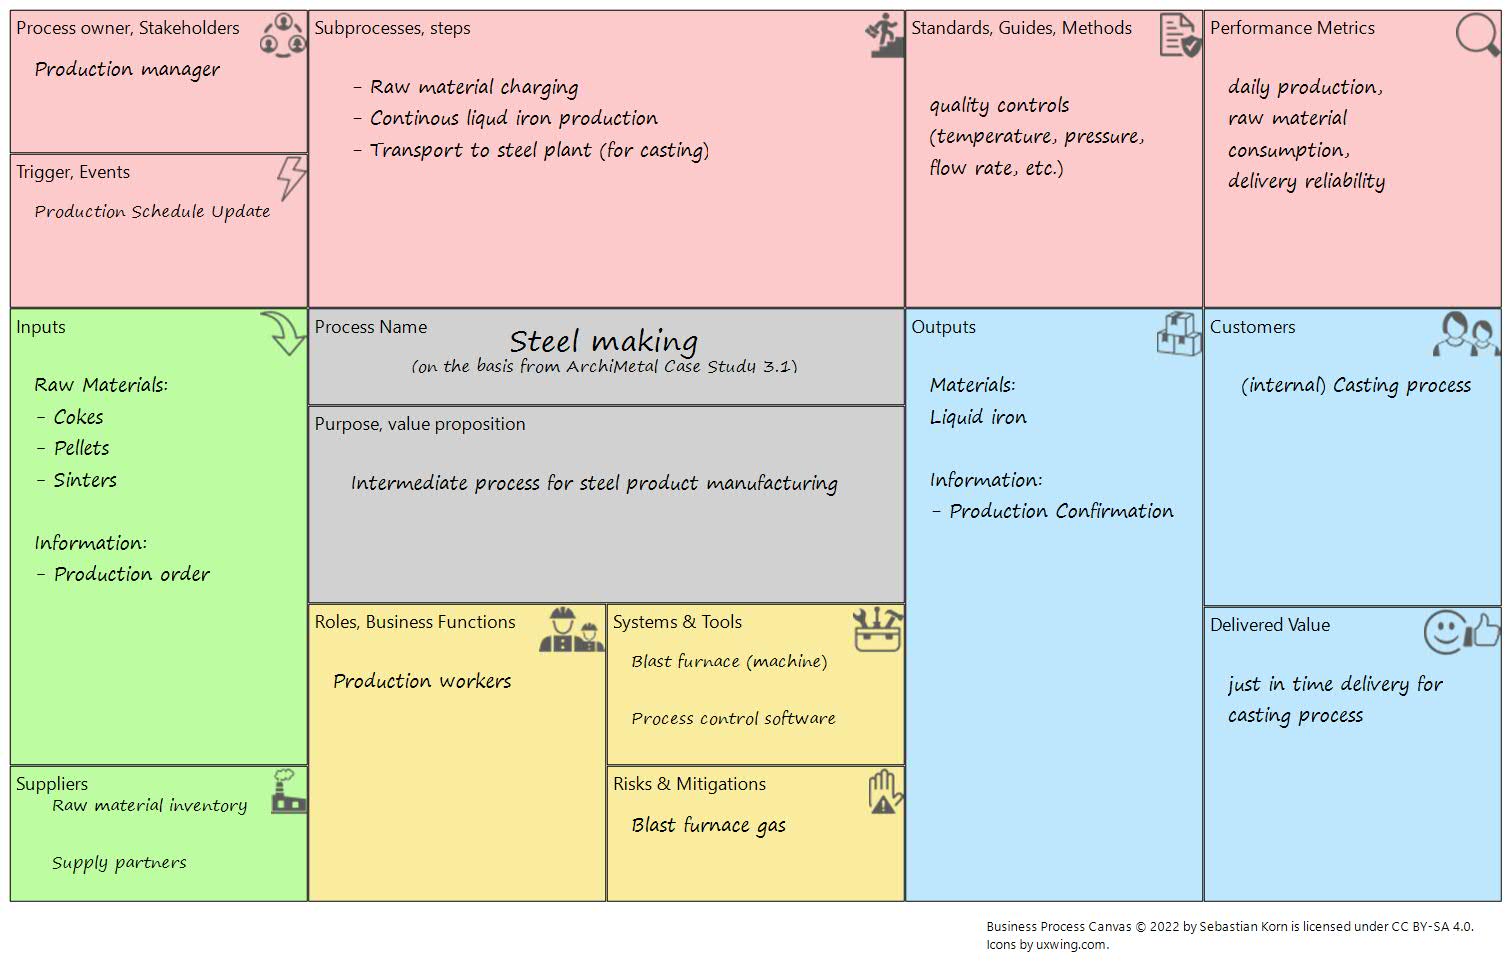 Process owner, Stakeholders
Production manager
Trigger, Events
Production Schedule Update
Subprocesses, steps
- Raw material charging
- Continous liqud iron production
- Transport to steel plant (for casting)
Standards, Guides, Methods
quality controls
(temperature, pressure,
flow rate, etc.)
Performance Metrics
daily production,
raw material
consumption,
delivery reliability
Inputs
Raw Materials:
- Cokes
- Pellets
- Sinters
Information:
- Production order
Suppliers
Raw material inventory
Supply partners
Process Name
Steel making
(on the basis from ArchiMetal Case Study 3.1)
Purpose, value proposition
Intermediate process for steel product manufacturing
Roles, Business Functions
Production workers
Systems & Tools
Blast furnace (machine)
Process control software
Risks & Mitigations
Blast furnace gas
Outputs
Materials:
Liquid iron
Information:
- Production Confirmation
Customers
(internal) Casting process
Delivered Value
just in time delivery for
casting process
Business Process Canvas © 2022 by Sebastian Korn is licensed under CC BY-SA 4.0.
Icons by uxwing.com.